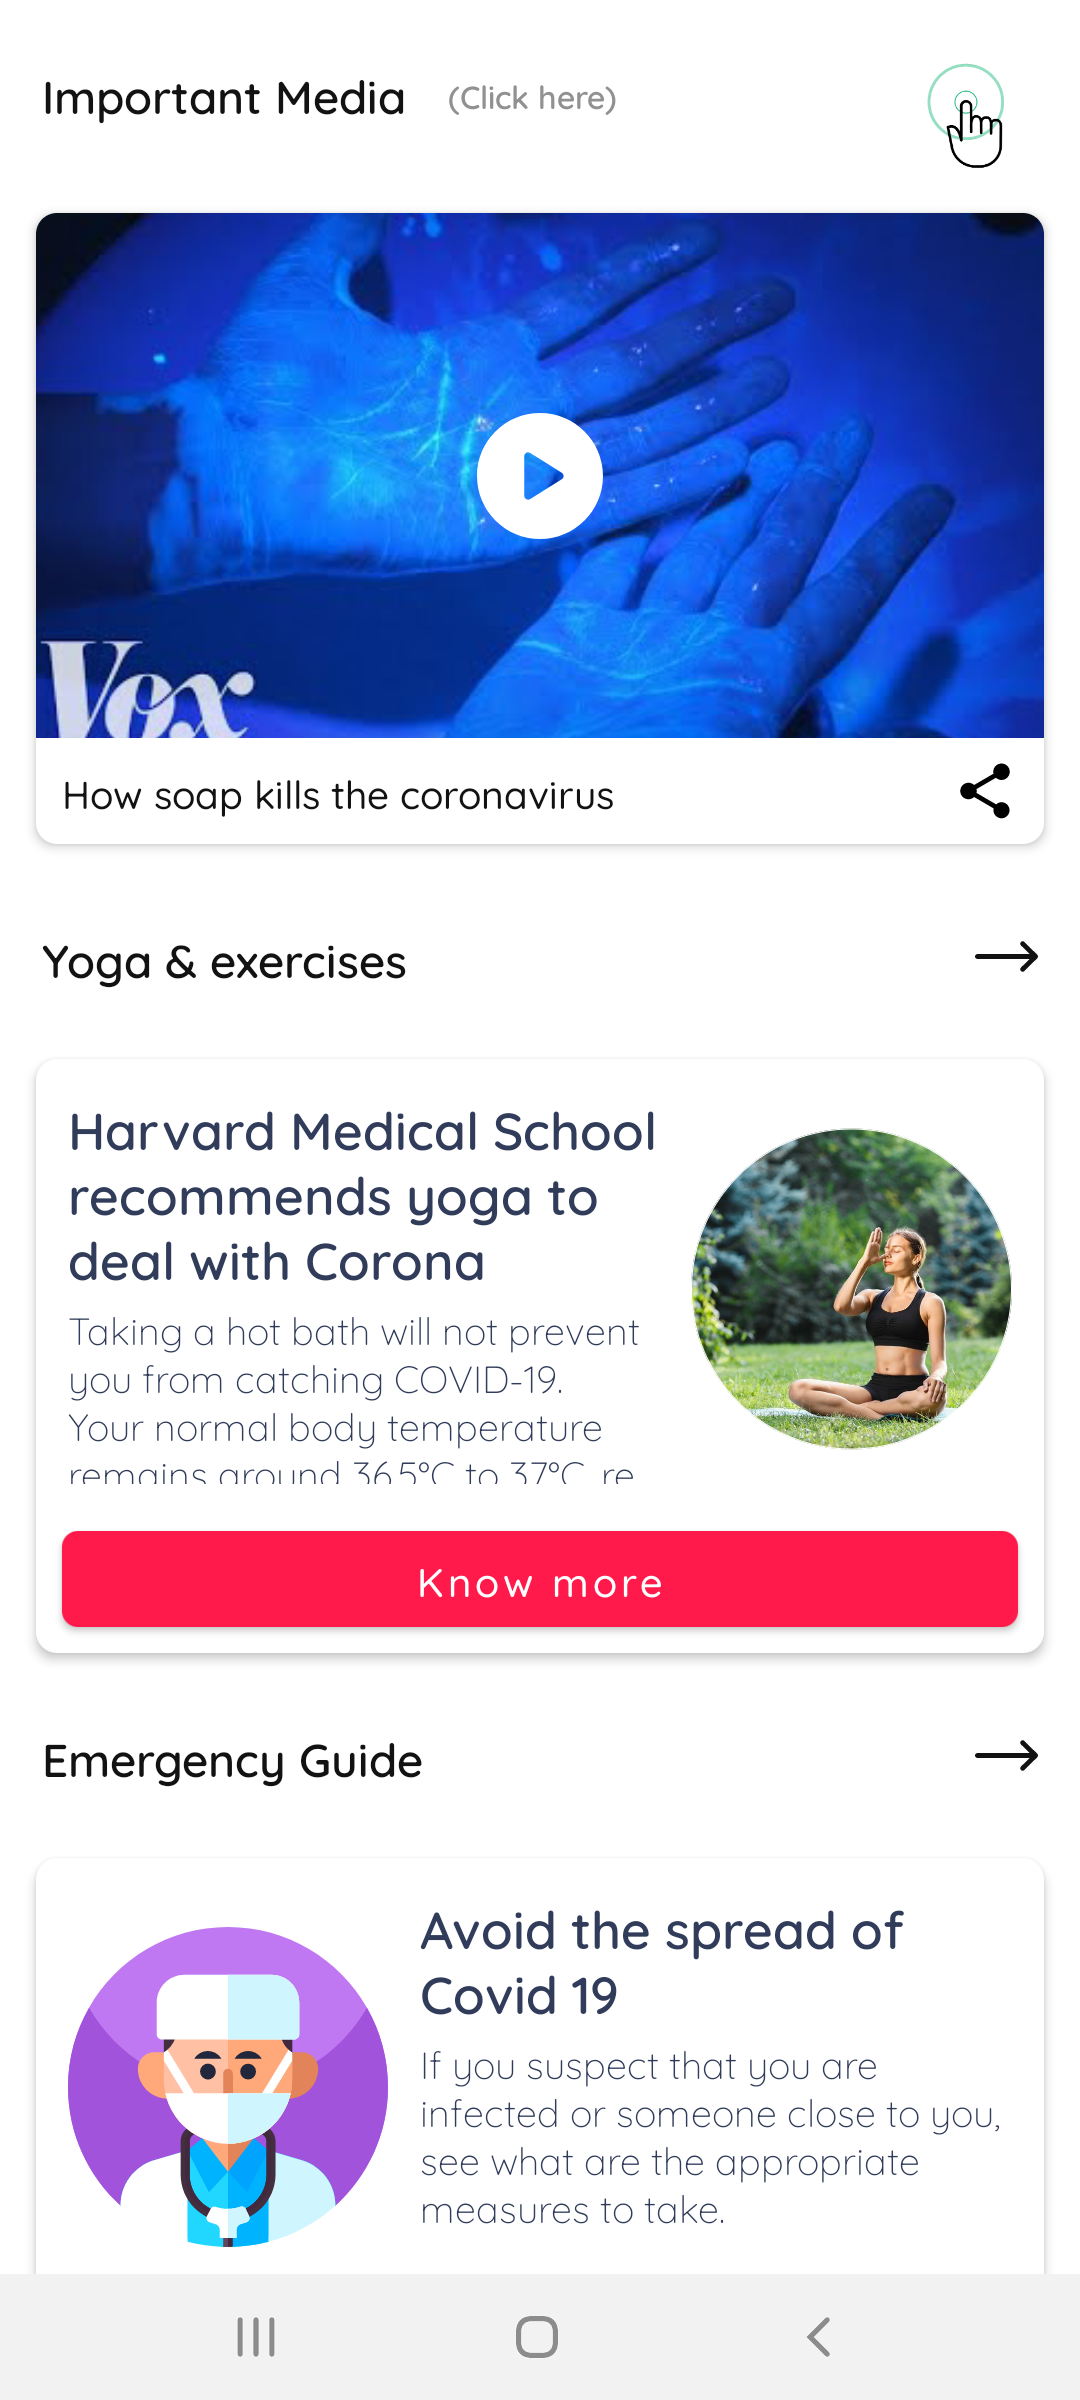 Important Media (Click here)
Vox
How soap kills the coronavirus
Yoga & exercises
Harvard Medical School
recommends yoga to
deal with Corona
Taking a hot bath will not prevent
you from catching COVID-19.
Your normal body temperature
remains around 36.5°C to 37°C, re
Know more
Emergency Guide
Avoid the spread of
Covid 19
If you suspect that you are
infected or someone close to you,
see what are the appropriate
measures to take.